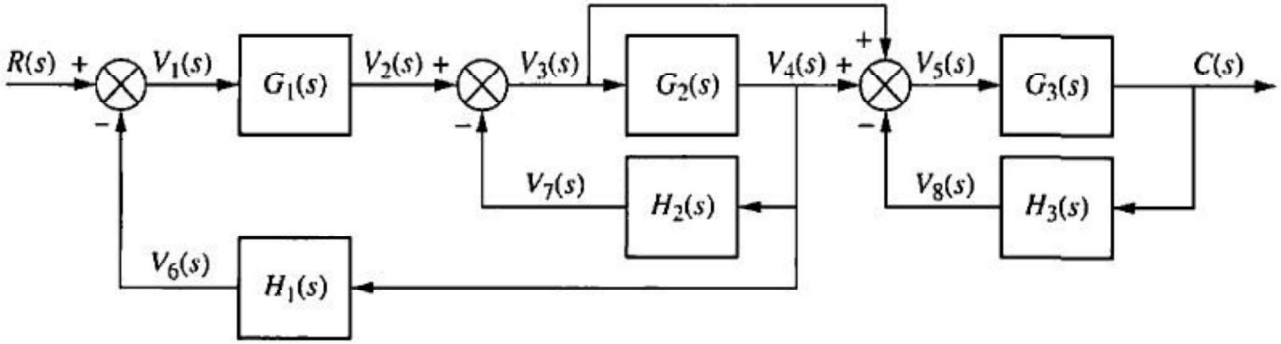 +
R(s) + V₁(s) G₁(s) V₂(s) + V₃(s) G₂(s) V₄(s) + V₅(s) G₃(s) C(s)
− − −
V₇(s) H₂(s) V₈(s) H₃(s)
V₆(s) H₁(s)